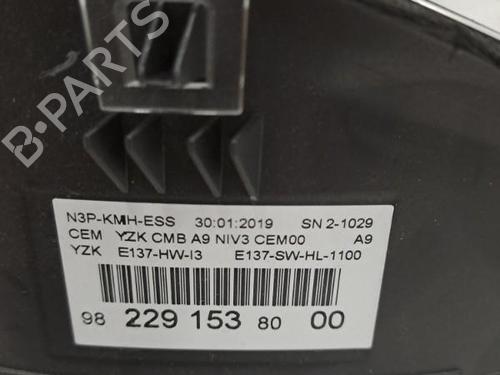 N3P-KMH-ESS 30:01:2019 SN 2-1029
CEM YZK CMB A9 NIV3 CEM00 A9
YZK E137-HW-I3 E137-SW-HL-1100
98 229 153 80 00